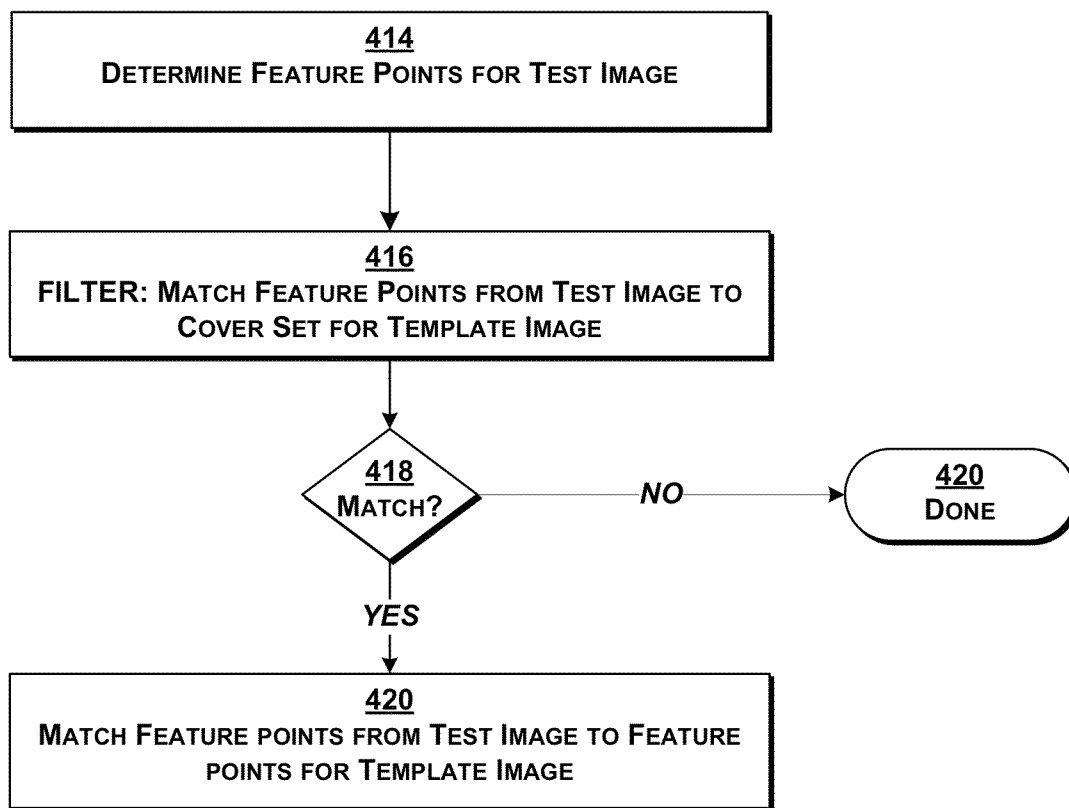 414
DETERMINE FEATURE POINTS FOR TEST IMAGE
416
FILTER: MATCH FEATURE POINTS FROM TEST IMAGE TO
COVER SET FOR TEMPLATE IMAGE
418
MATCH?
NO
420
DONE
YES
420
MATCH FEATURE POINTS FROM TEST IMAGE TO FEATURE
POINTS FOR TEMPLATE IMAGE